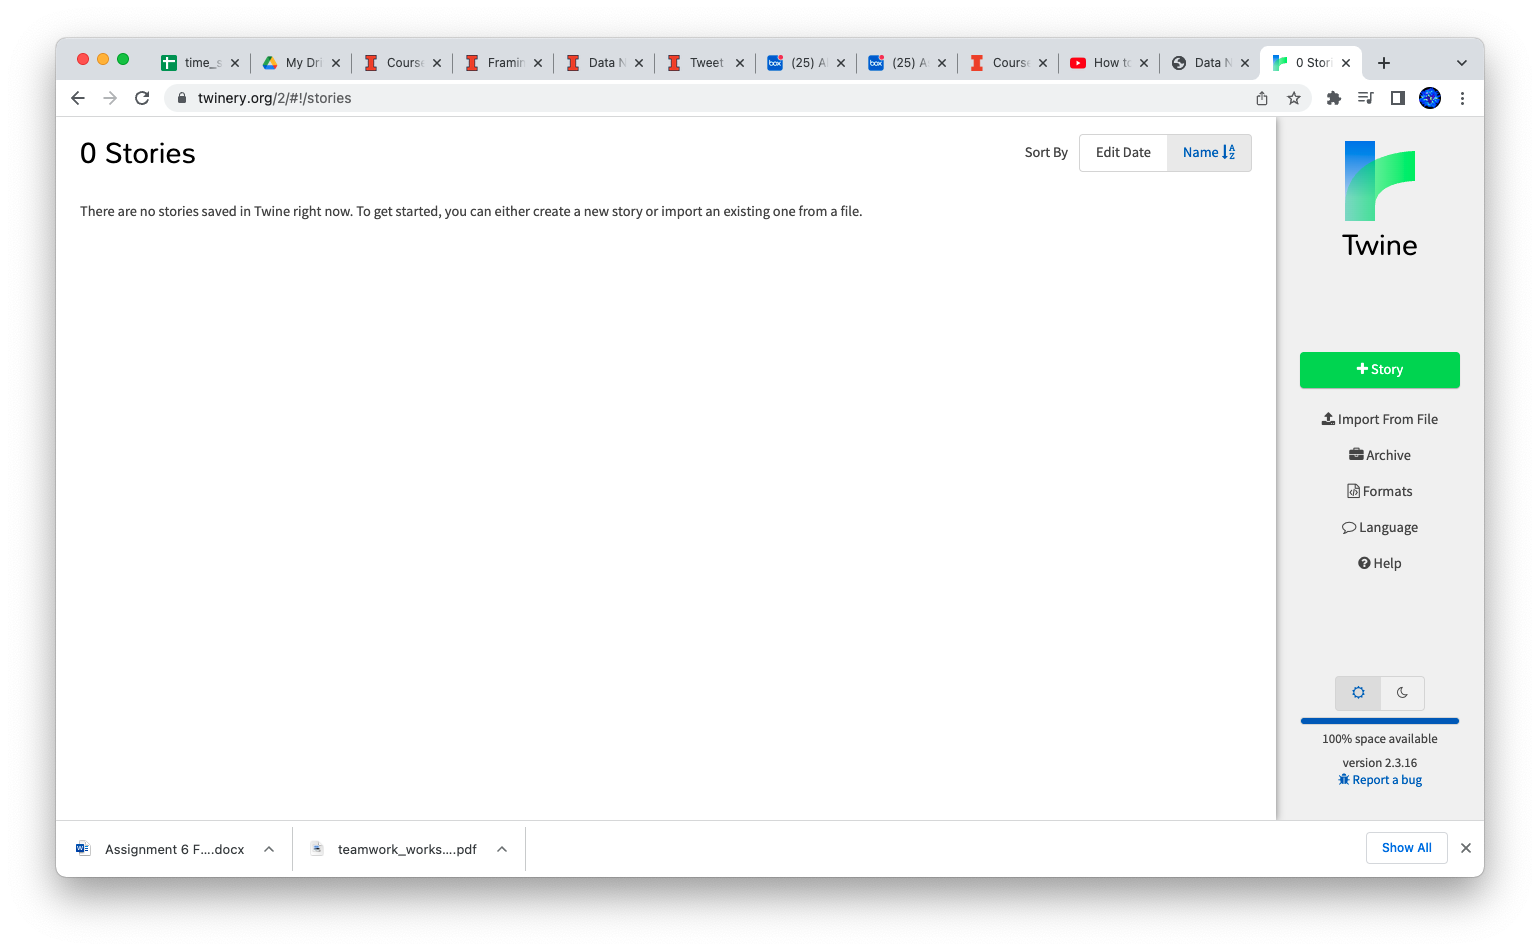 time_s
My Dri
Course
Framin
Data N
Tweet
(25) A
(25) A
Course
How to
Data N
0 Stori
twinery.org/2/#!/stories
0 Stories
Sort By
Edit Date
Name
There are no stories saved in Twine right now. To get started, you can either create a new story or import an existing one from a file.
Twine
+ Story
Import From File
Archive
Formats
Language
Help
100% space available
version 2.3.16
Report a bug
Assignment 6 F....docx
teamwork_works....pdf
Show All